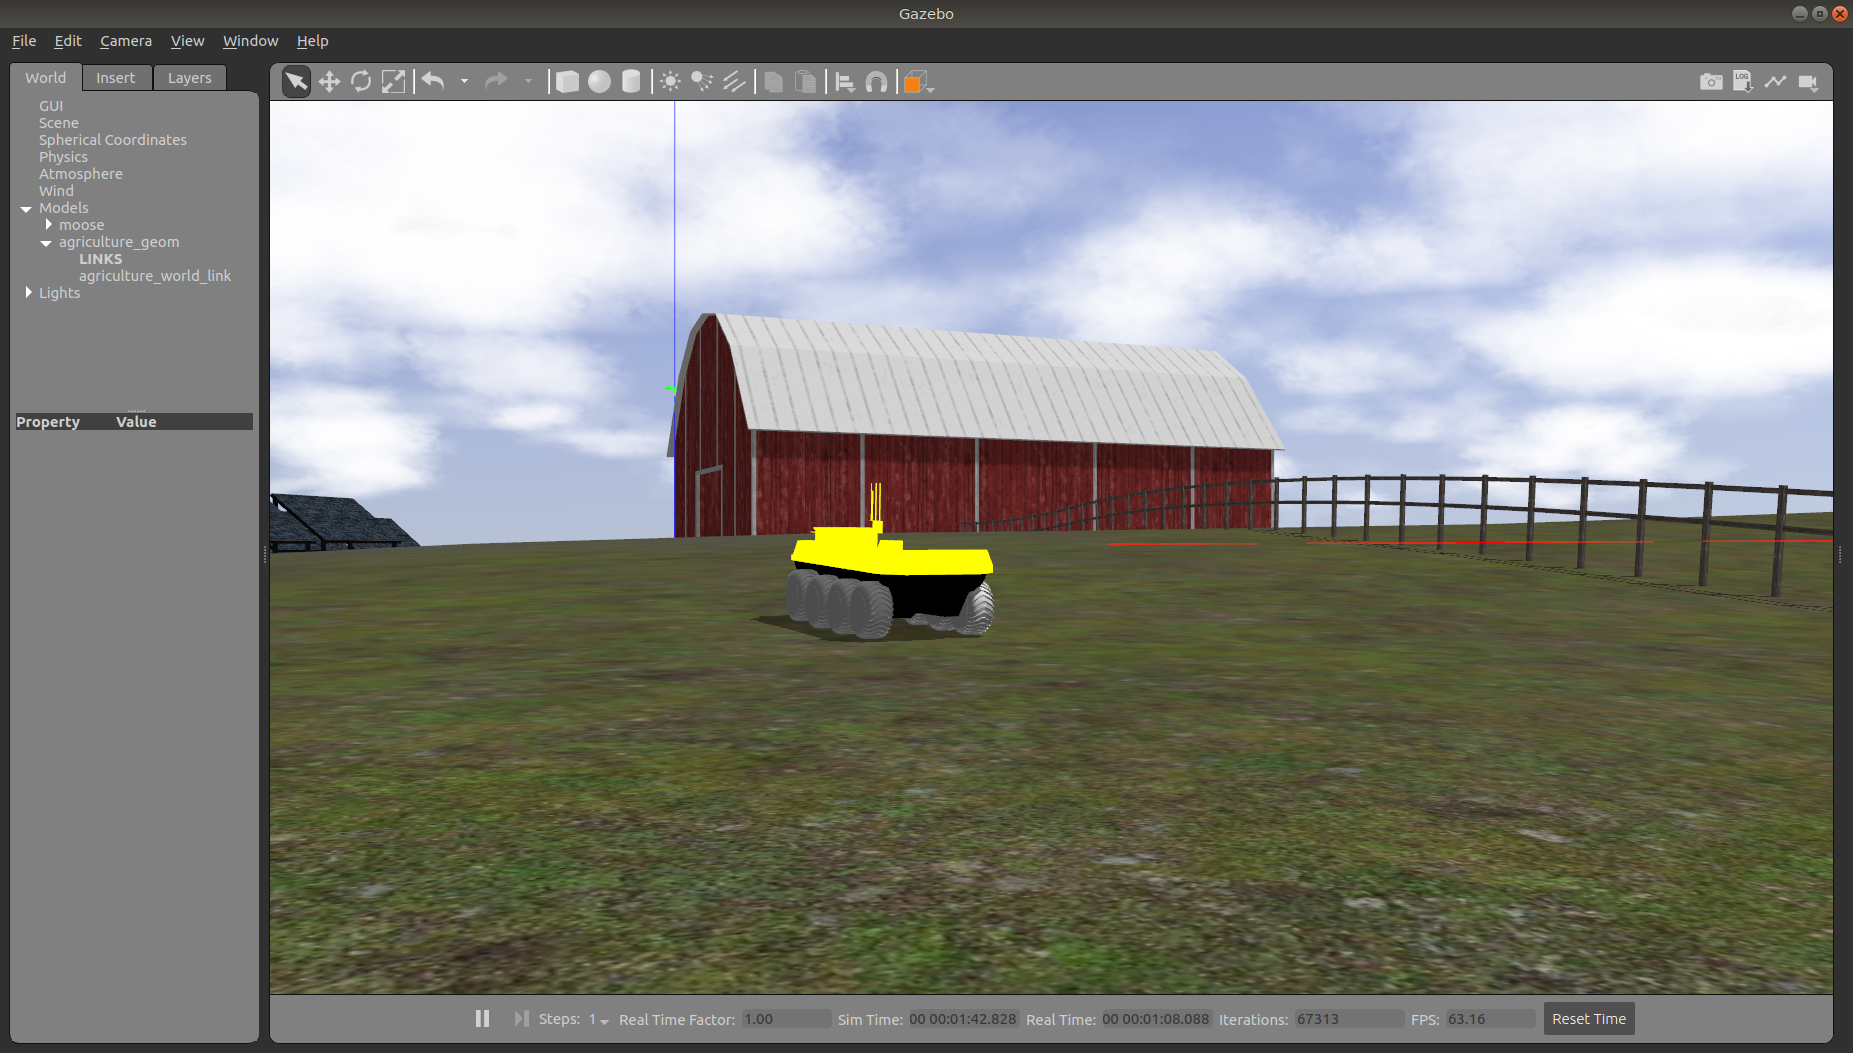 Gazebo
File Edit Camera View Window Help
World Insert Layers
LOG
GUI
Scene
Spherical Coordinates
Physics
Atmosphere
Wind
Models
moose
agriculture_geom
LINKS
agriculture_world_link
Lights
Property Value
Steps: 1 Real Time Factor: 1.00 Sim Time: 00 00:01:42.828 Real Time: 00 00:01:08.088 Iterations: 67313 FPS: 63.16 Reset Time